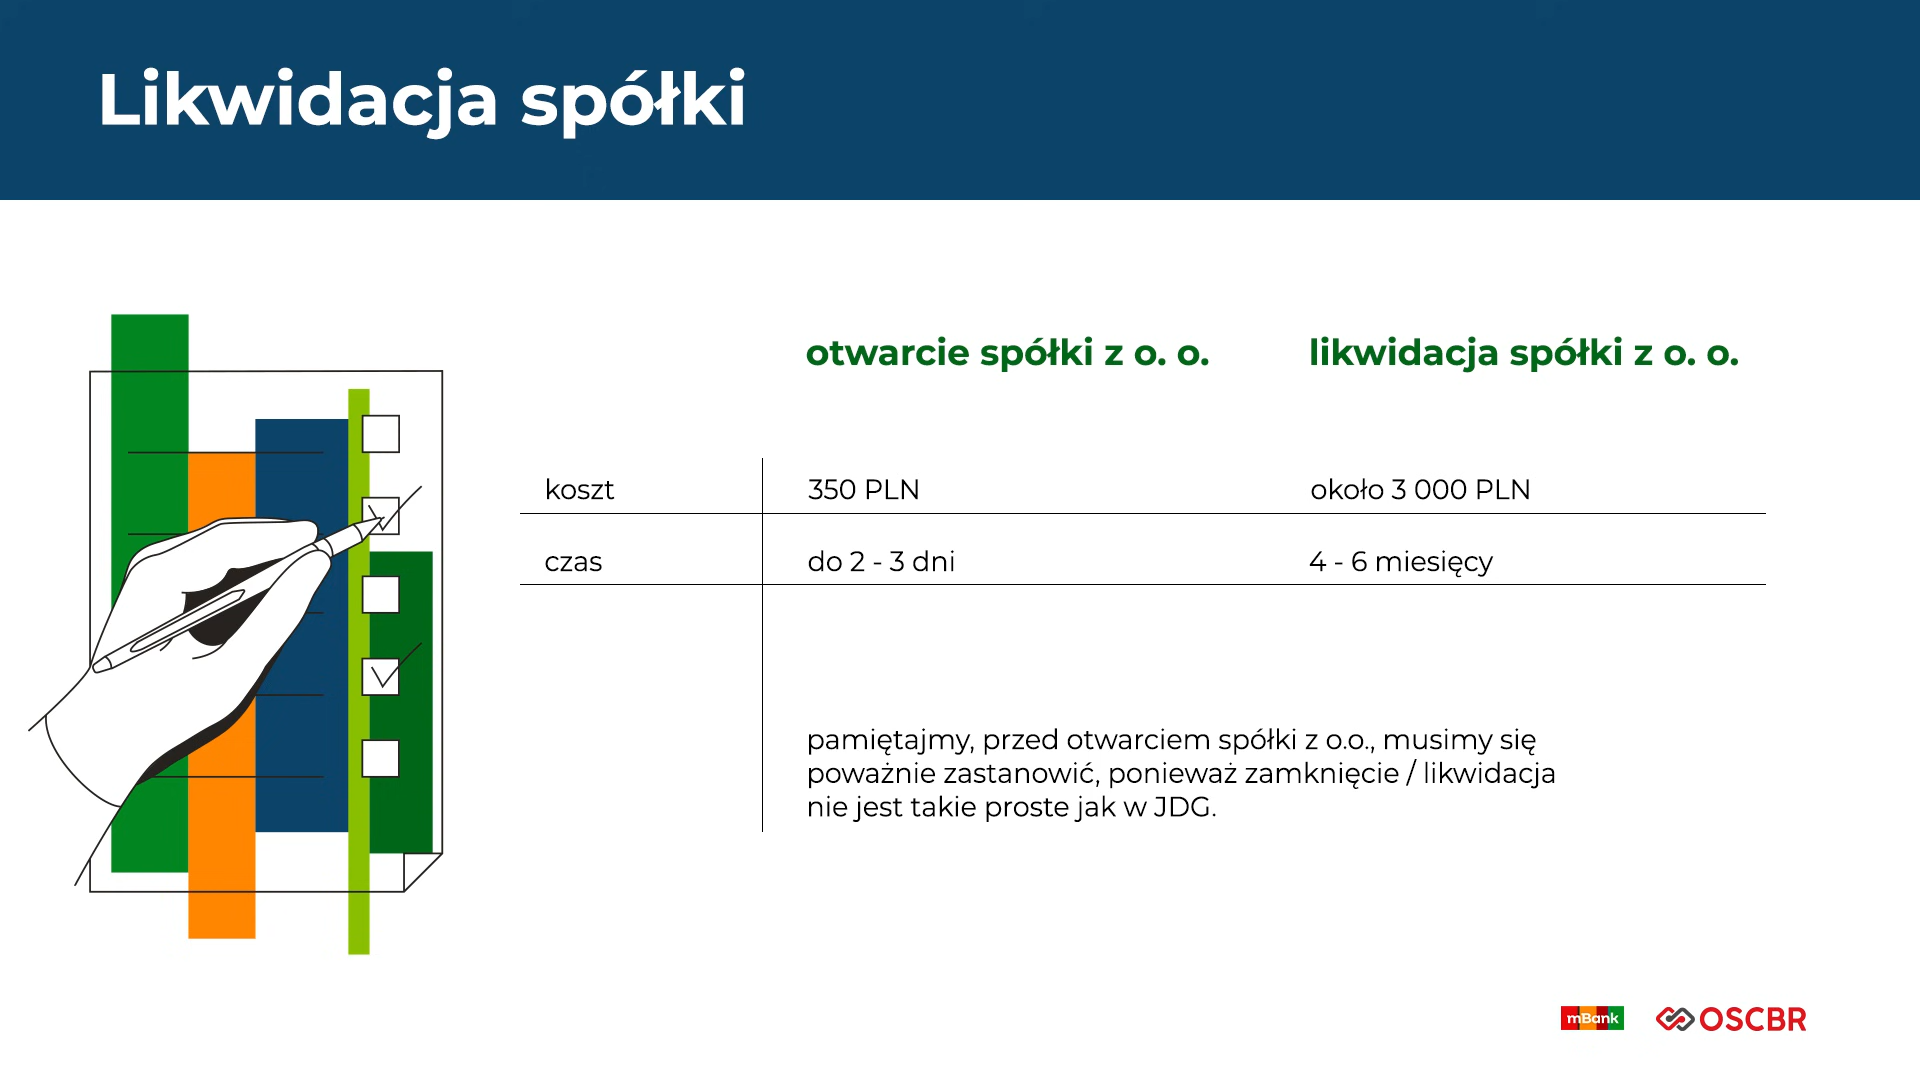 Likwidacja spółki
otwarcie spółki z o. o. likwidacja spółki z o. o.
koszt 350 PLN około 3 000 PLN
czas do 2 - 3 dni 4 - 6 miesięcy
pamiętajmy, przed otwarciem spółki z o.o., musimy się
poważnie zastanowić, ponieważ zamknięcie / likwidacja
nie jest takie proste jak w JDG.
mBank OSCBR